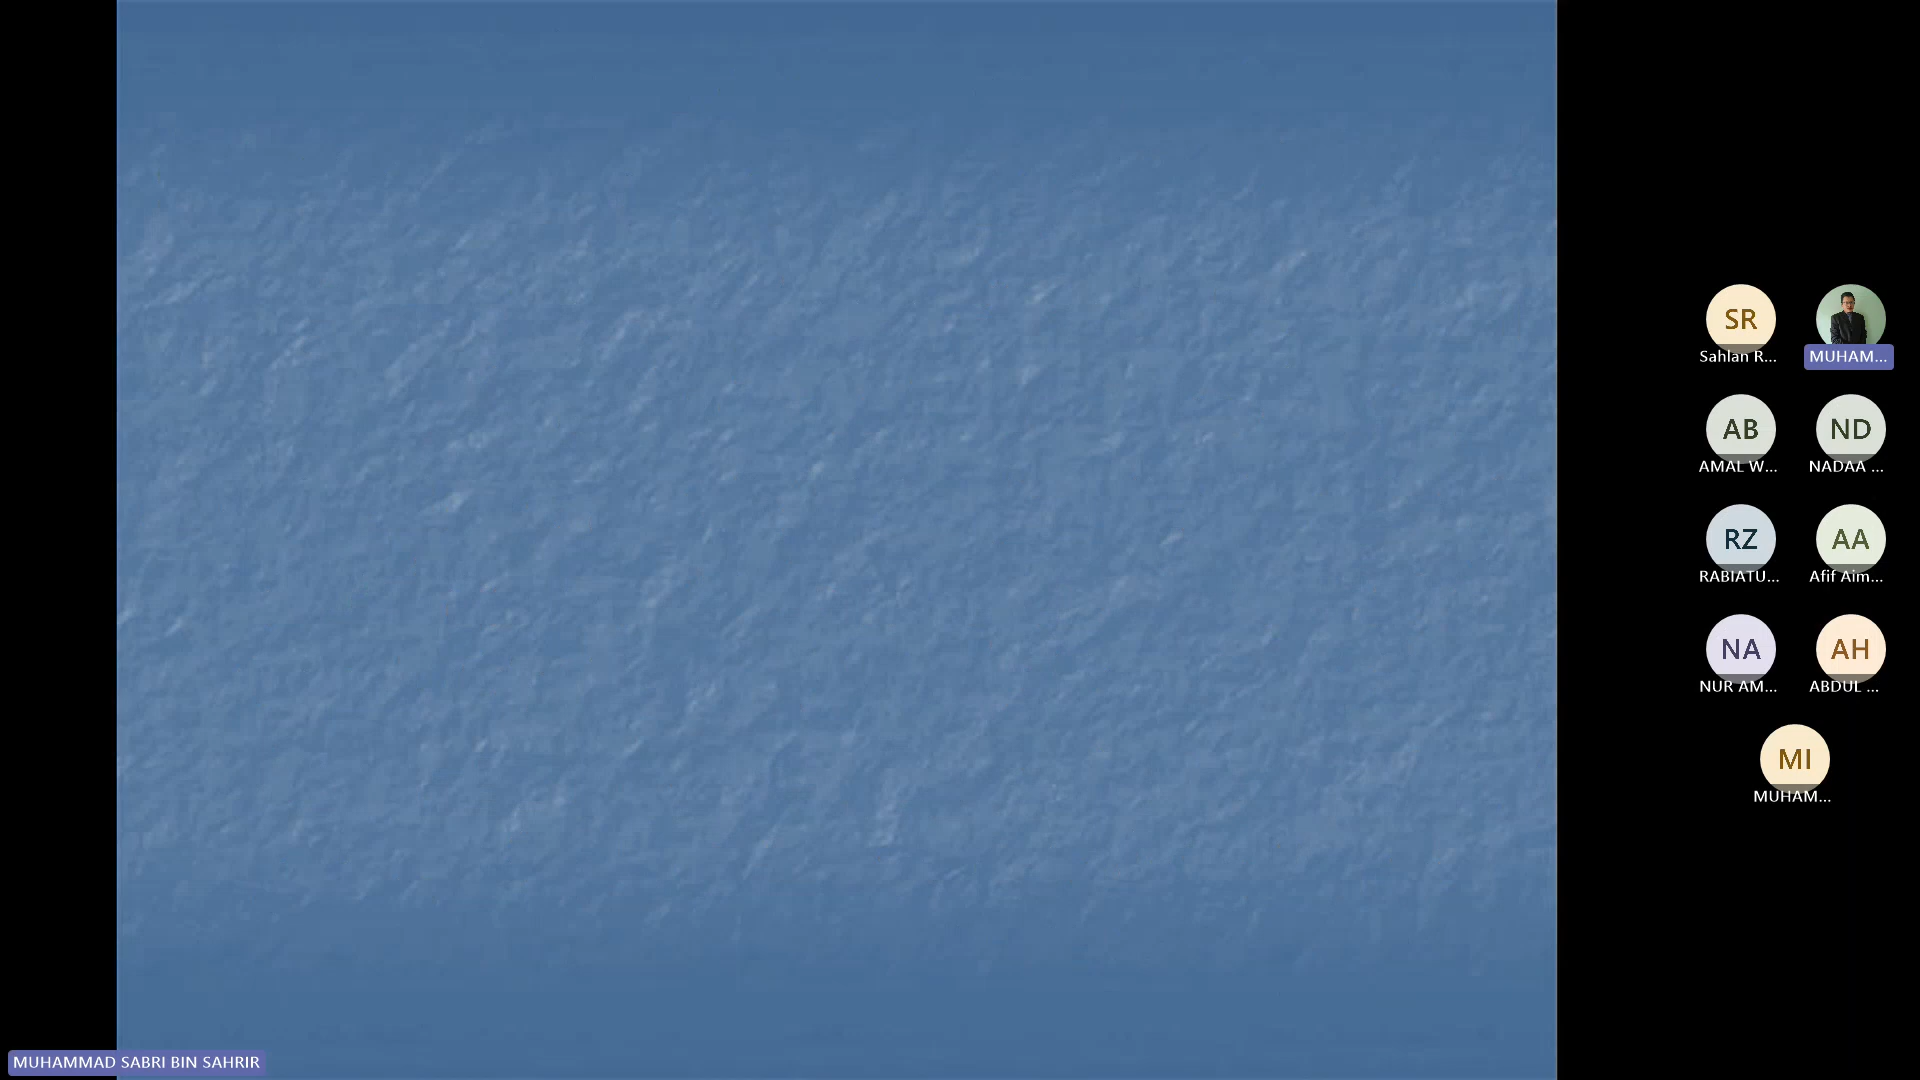 SR
Sahlan R...
MUHAM...
AB
AMAL W...
ND
NADAA ...
RZ
RABIATU...
AA
Afif Aim...
NA
NUR AM...
AH
ABDUL ...
MI
MUHAM...
MUHAMMAD SABRI BIN SAHRIR